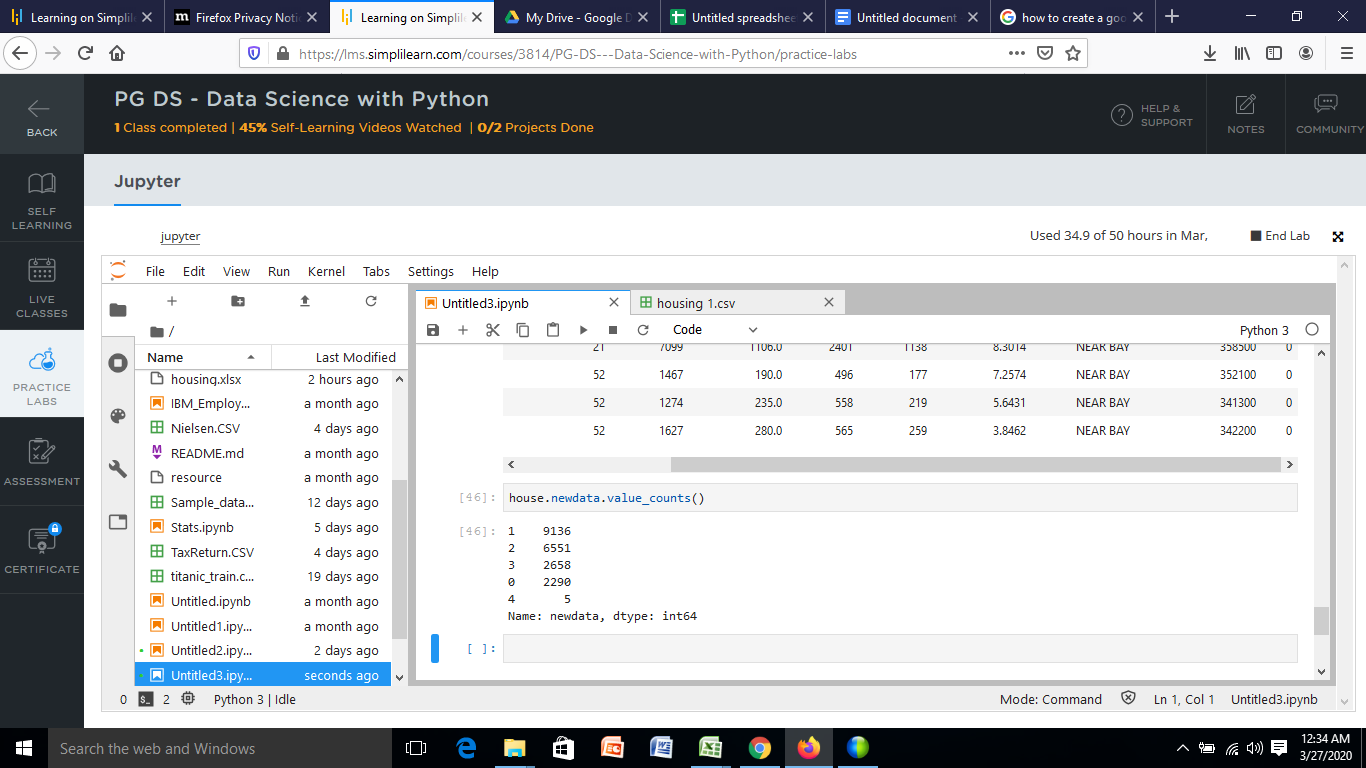 Learning on Simplil
Firefox Privacy Noti
Learning on Simplile
My Drive - Google D
Untitled spreadshee
Untitled document
how to create a goo
https://lms.simplilearn.com/courses/3814/PG-DS---Data-Science-with-Python/practice-labs
BACK
PG DS - Data Science with Python
1 Class completed | 45% Self-Learning Videos Watched | 0/2 Projects Done
HELP & SUPPORT
NOTES
COMMUNITY
SELF LEARNING
LIVE CLASSES
PRACTICE LABS
ASSESSMENT
CERTIFICATE
Jupyter
jupyter
Used 34.9 of 50 hours in Mar,
End Lab
File Edit View Run Kernel Tabs Settings Help
/
Name Last Modified
housing.xlsx 2 hours ago
IBM_Employ... a month ago
Nielsen.CSV 4 days ago
README.md a month ago
resource a month ago
Sample_data... 12 days ago
Stats.ipynb 5 days ago
TaxReturn.CSV 4 days ago
titanic_train.c... 19 days ago
Untitled.ipynb a month ago
Untitled1.ipy... a month ago
Untitled2.ipy... 2 days ago
Untitled3.ipy... seconds ago
Untitled3.ipynb
housing 1.csv
Code
Python 3
21 7099 1106.0 2401 1138 8.3014 NEAR BAY 358500 0
52 1467 190.0 496 177 7.2574 NEAR BAY 352100 0
52 1274 235.0 558 219 5.6431 NEAR BAY 341300 0
52 1627 280.0 565 259 3.8462 NEAR BAY 342200 0
[46]: house.newdata.value_counts()
[46]: 1 9136
2 6551
3 2658
0 2290
4 5
Name: newdata, dtype: int64
[ ]:
0 2 Python 3 | Idle
Mode: Command Ln 1, Col 1 Untitled3.ipynb
Search the web and Windows
12:34 AM
3/27/2020